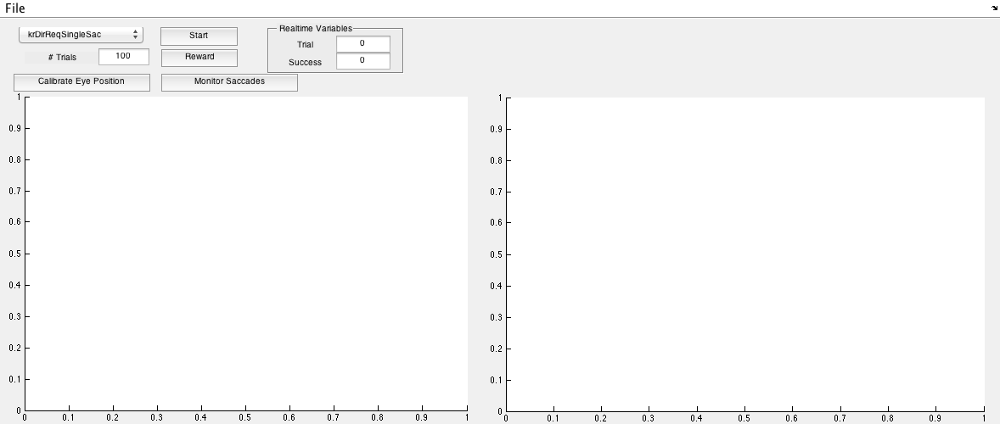 File
krDirReqSingleSac
Start
Realtime Variables
Trial 0
# Trials 100
Reward
Success 0
Calibrate Eye Position
Monitor Saccades
1
0.9
0.8
0.7
0.6
0.5
0.4
0.3
0.2
0.1
0
0 0.1 0.2 0.3 0.4 0.5 0.6 0.7 0.8 0.9 1
1
0.9
0.8
0.7
0.6
0.5
0.4
0.3
0.2
0.1
0
0 0.1 0.2 0.3 0.4 0.5 0.6 0.7 0.8 0.9 1